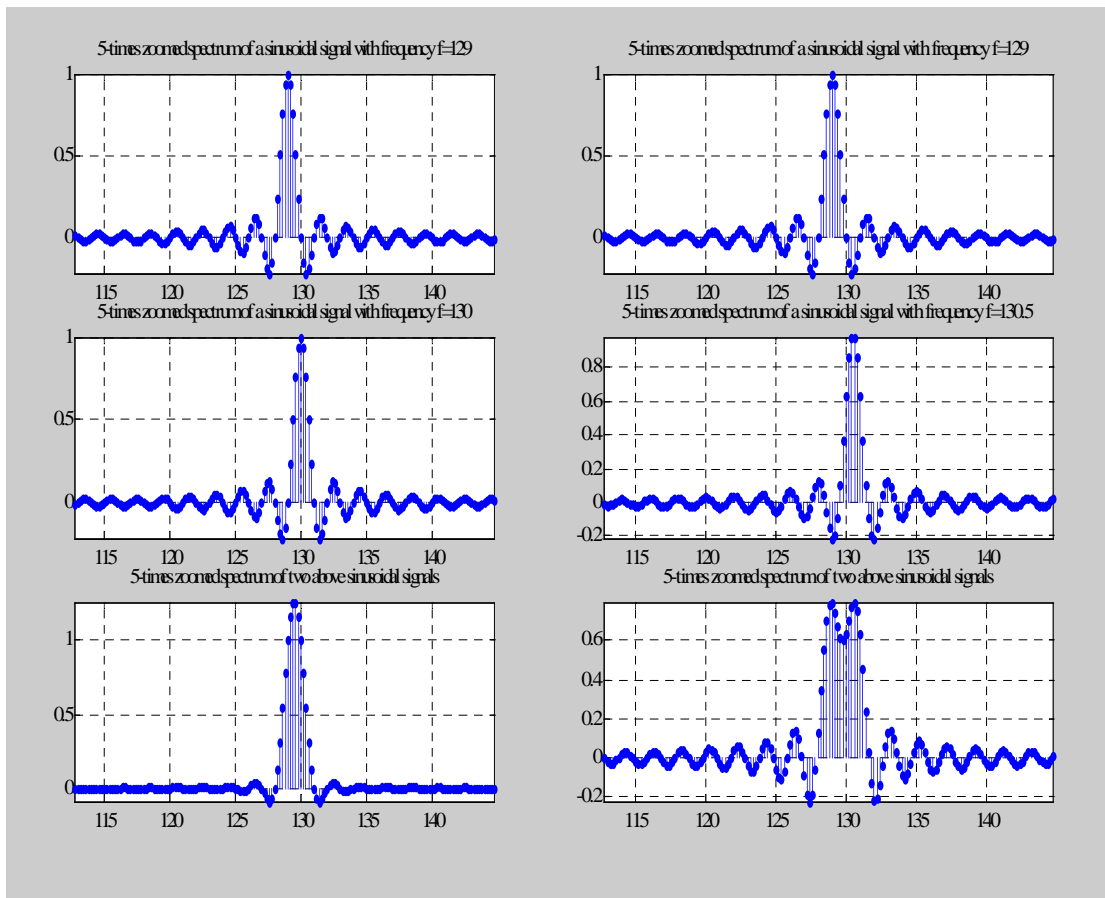 5-times zoomed spectrum of a sinusoidal signal with frequency f=129
1
0.5
0
115 120 125 130 135 140
5-times zoomed spectrum of a sinusoidal signal with frequency f=129
1
0.5
0
115 120 125 130 135 140
5-times zoomed spectrum of a sinusoidal signal with frequency f=130
1
0.5
0
115 120 125 130 135 140
5-times zoomed spectrum of a sinusoidal signal with frequency f=130.5
0.8
0.6
0.4
0.2
0
-0.2
115 120 125 130 135 140
5-times zoomed spectrum of two above sinusoidal signals
1
0.5
0
115 120 125 130 135 140
5-times zoomed spectrum of two above sinusoidal signals
0.6
0.4
0.2
0
-0.2
115 120 125 130 135 140